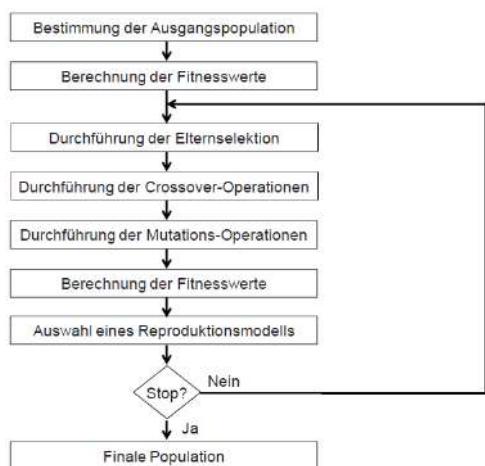 Bestimmung der Ausgangspopulation
Berechnung der Fitnesswerte
Durchführung der Elternselektion
Durchführung der Crossover-Operationen
Durchführung der Mutations-Operationen
Berechnung der Fitnesswerte
Auswahl eines Reproduktionsmodells
Stop?
Nein
Ja
Finale Population